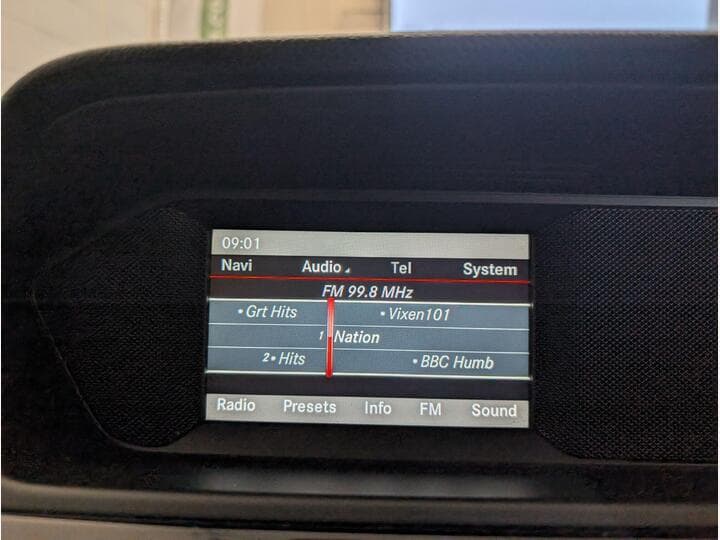 09:01
Navi Audio Tel System
FM 99.8 MHz
•Grt Hits •Vixen101
1 Nation
2•Hits •BBC Humb
Radio Presets Info FM Sound